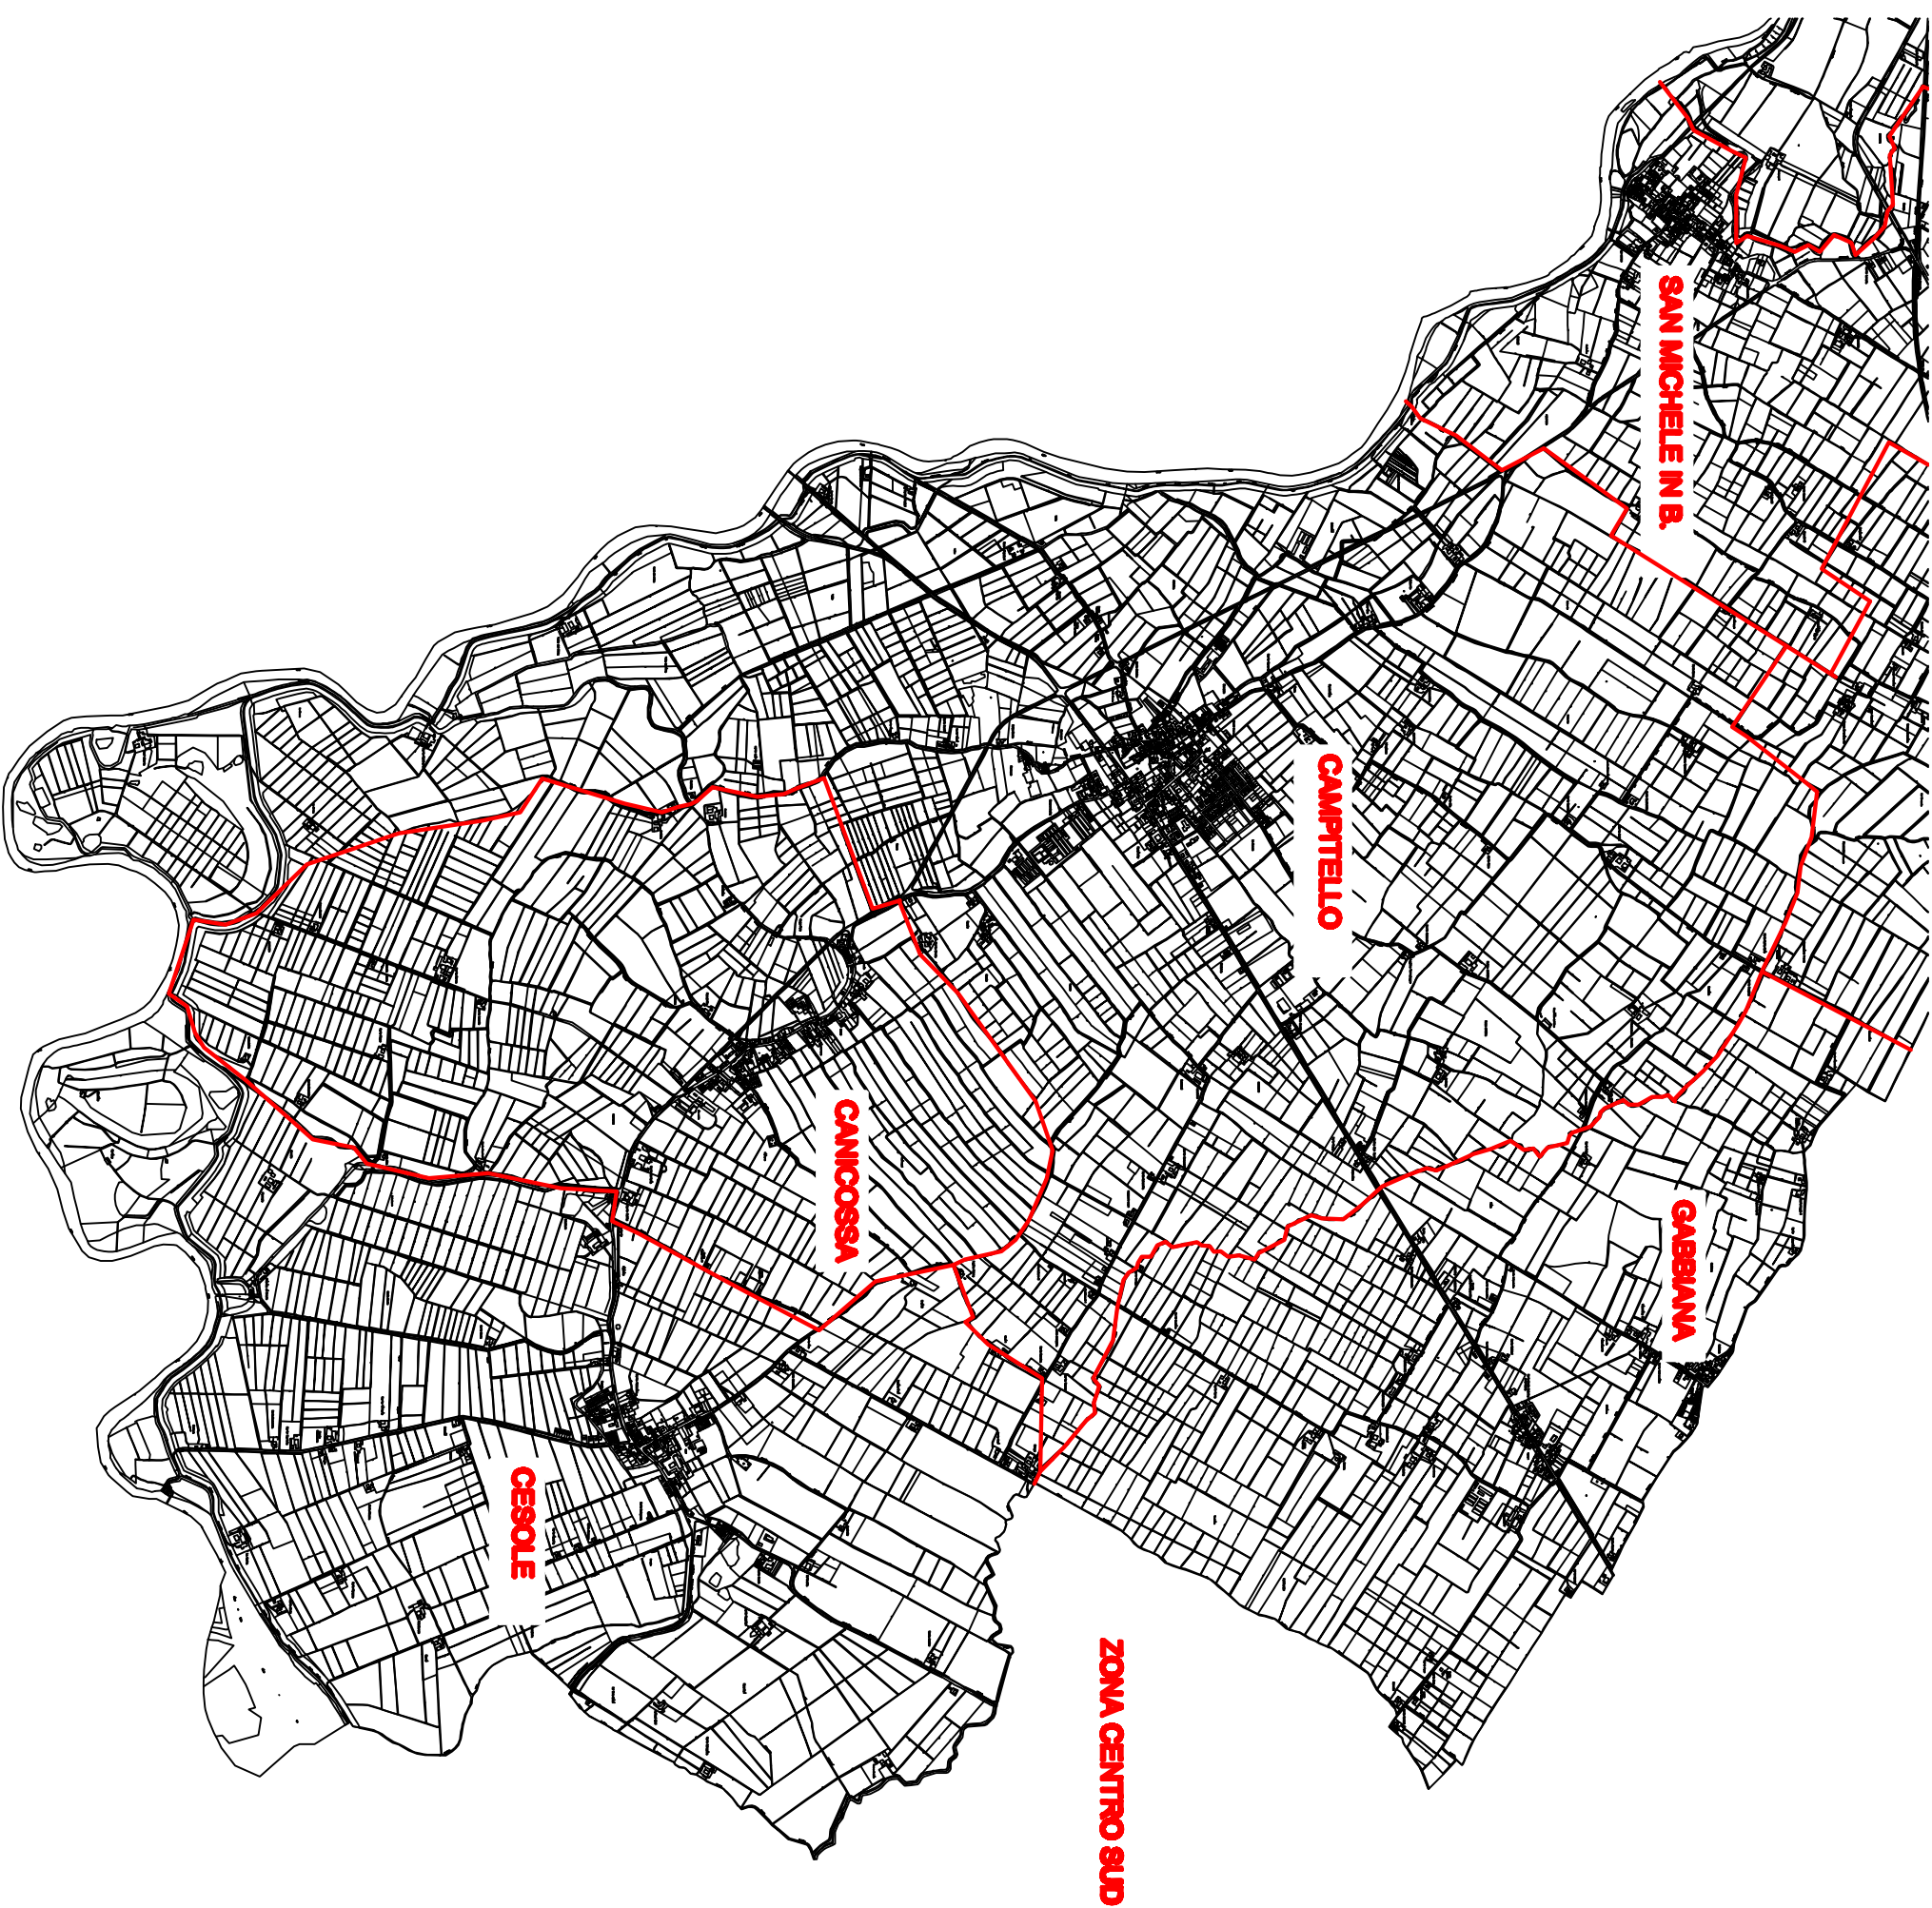 SAN MICHELE IN B.
GABBIANA
CAMPITELLO
CANICOSSA
CESOLE
ZONA CENTRO SUD